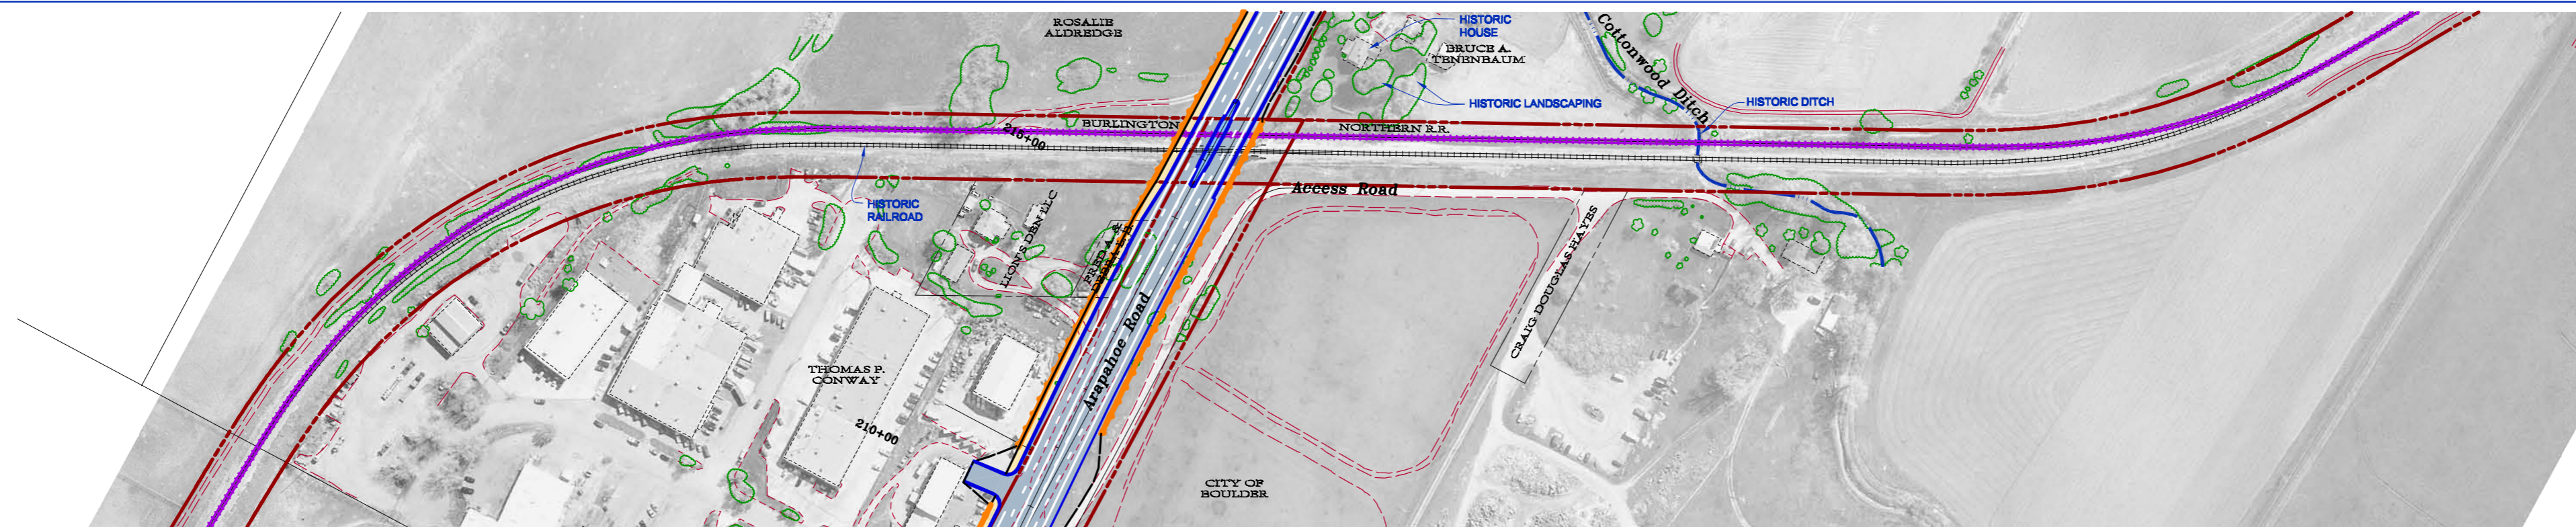 ROSALIE
ALDREDGE
HISTORIC
HOUSE
BRUCE A.
TENENBAUM
Cottonwood Ditch
HISTORIC LANDSCAPING
HISTORIC DITCH
BURLINGTON
NORTHERN R.R.
215+00
Access Road
HISTORIC
RAILROAD
LION'S DEN LLC
FRED A. &
CRAIG DOUGLAS HAYES
Arapahoe Road
THOMAS P.
CONWAY
210+00
CITY OF
BOULDER